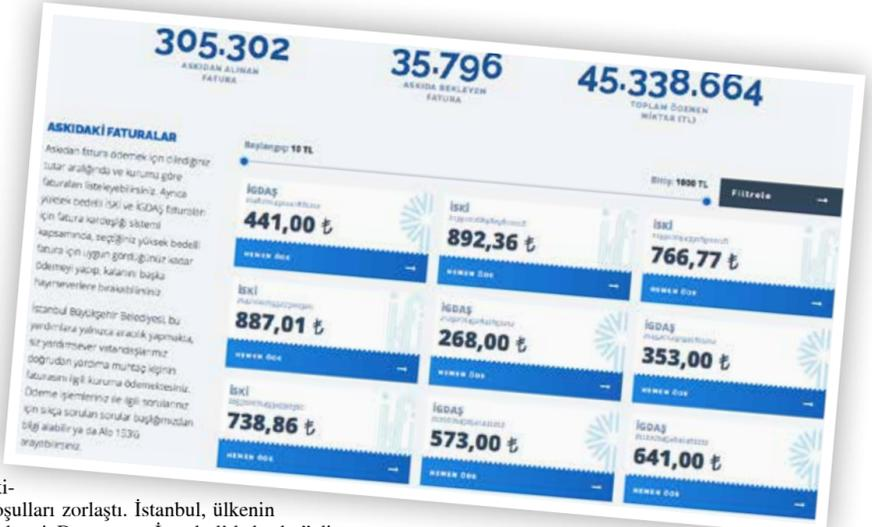 305.302
ASKIDAN ALINAN
FATURA
35.796
ASKIDA BEKLEYEN
FATURA
45.338.664
TOPLAM ÖDENEN
MİKTAR (TL)
ASKIDAKİ FATURALAR
Askıdan fatura ödemek için dilediğiniz
tutar aralığında ve kuruma göre
faturaları listeleyebilirsiniz. Ayrıca
yüksek bedelli İSKİ ve İGDAŞ faturaları
için fatura kardeşliği sistemi
kapsamında, seçtiğiniz yüksek bedelli
fatura için uygun gördüğünüz kadar
ödemeyi yapıp, kalanını başka
hayırseverlere bırakabilirsiniz.
İstanbul Büyükşehir Belediyesi, bu
yardımlara yalnızca aracılık yapmakta,
siz yardımsever vatandaşlarımız
doğrudan yardıma muhtaç kişinin
faturasını ilgili kuruma ödemektesiniz.
Ödeme işlemleriniz ile ilgili sorularınız
için sıkça sorulan sorular başlığımızdan
bilgi alabilir ya da Alo 153'ü
arayabilirsiniz.
Başlangıç: 10 TL
Bitiş: 1000 TL
Filtrele →
İGDAŞ
441,00 ₺
HEMEN ÖDE →
İSKİ
892,36 ₺
HEMEN ÖDE →
İSKİ
766,77 ₺
HEMEN ÖDE
İSKİ
887,01 ₺
HEMEN ÖDE →
İGDAŞ
268,00 ₺
HEMEN ÖDE →
İGDAŞ
353,00 ₺
HEMEN ÖDE →
İSKİ
738,86 ₺
HEMEN ÖDE →
İGDAŞ
573,00 ₺
HEMEN ÖDE →
İGDAŞ
641,00 ₺
HEMEN ÖDE →
ki-
oşulları zorlaştı. İstanbul, ülkenin